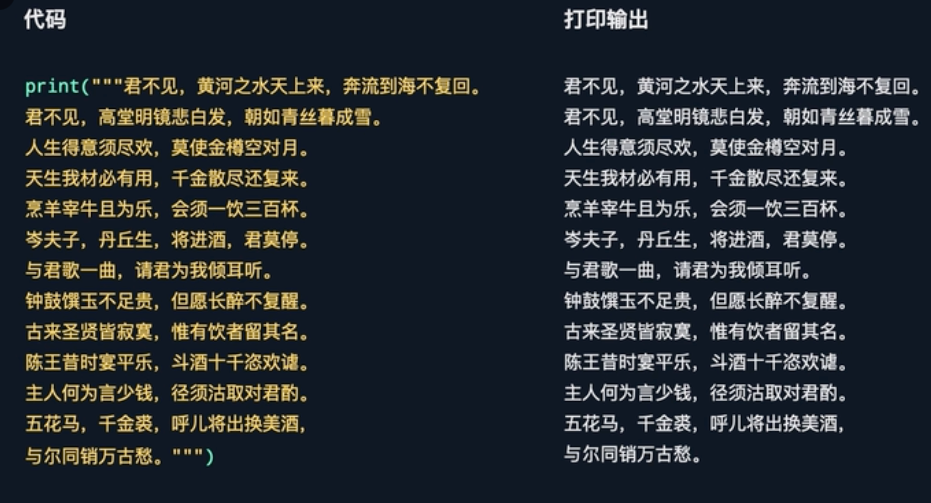 代码
print("""君不见，黄河之水天上来，奔流到海不复回。
君不见，高堂明镜悲白发，朝如青丝暮成雪。
人生得意须尽欢，莫使金樽空对月。
天生我材必有用，千金散尽还复来。
烹羊宰牛且为乐，会须一饮三百杯。
岑夫子，丹丘生，将进酒，君莫停。
与君歌一曲，请君为我倾耳听。
钟鼓馔玉不足贵，但愿长醉不复醒。
古来圣贤皆寂寞，惟有饮者留其名。
陈王昔时宴平乐，斗酒十千恣欢谑。
主人何为言少钱，径须沽取对君酌。
五花马，千金裘，呼儿将出换美酒，
与尔同销万古愁。""")
打印输出
君不见，黄河之水天上来，奔流到海不复回。
君不见，高堂明镜悲白发，朝如青丝暮成雪。
人生得意须尽欢，莫使金樽空对月。
天生我材必有用，千金散尽还复来。
烹羊宰牛且为乐，会须一饮三百杯。
岑夫子，丹丘生，将进酒，君莫停。
与君歌一曲，请君为我倾耳听。
钟鼓馔玉不足贵，但愿长醉不复醒。
古来圣贤皆寂寞，惟有饮者留其名。
陈王昔时宴平乐，斗酒十千恣欢谑。
主人何为言少钱，径须沽取对君酌。
五花马，千金裘，呼儿将出换美酒，
与尔同销万古愁。